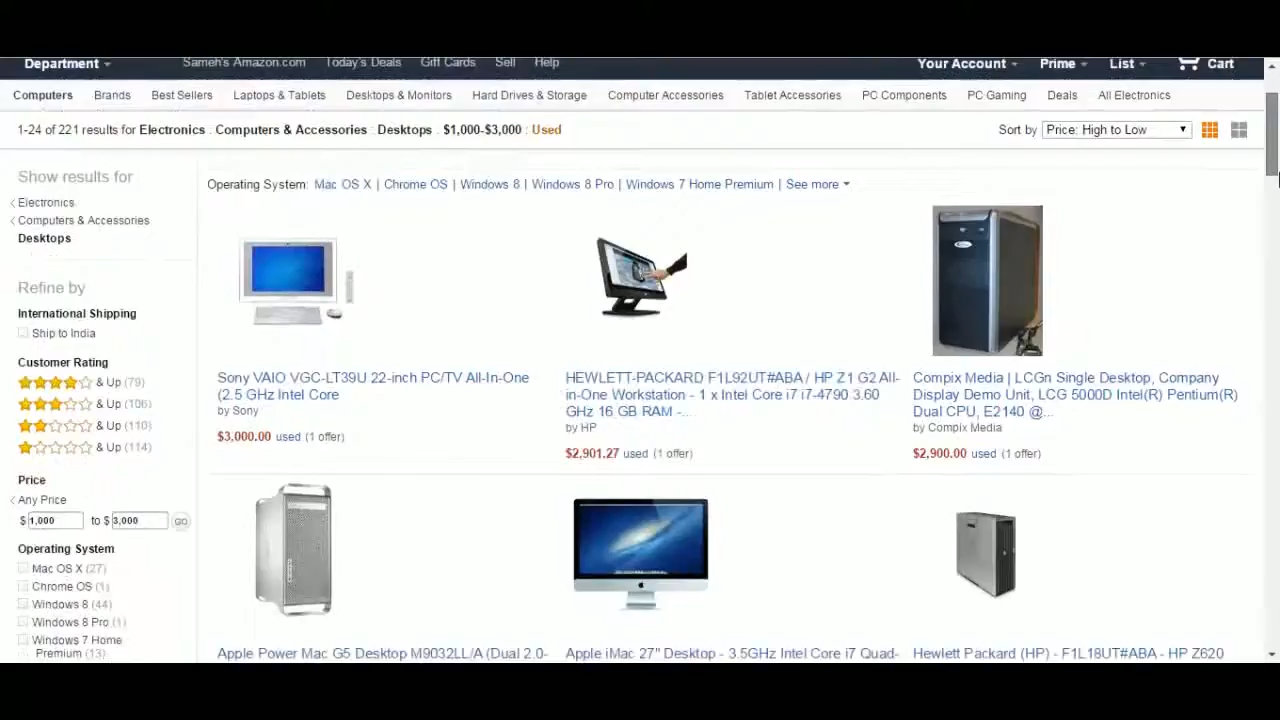 Department Sameh's Amazon.com Today's Deals Gift Cards Sell Help Your Account Prime List Cart
Computers Brands Best Sellers Laptops & Tablets Desktops & Monitors Hard Drives & Storage Computer Accessories Tablet Accessories PC Components PC Gaming Deals All Electronics
1-24 of 221 results for Electronics : Computers & Accessories : Desktops : $1,000-$3,000 : Used
Sort by Price: High to Low
Show results for
Electronics
Computers & Accessories
Desktops
Refine by
International Shipping
Ship to India
Customer Rating
& Up (79)
& Up (106)
& Up (110)
& Up (114)
Price
Any Price
$ 1,000 to $ 3,000 GO
Operating System
Mac OS X (27)
Chrome OS (1)
Windows 8 (44)
Windows 8 Pro (1)
Windows 7 Home
Premium (13)
Operating System: Mac OS X | Chrome OS | Windows 8 | Windows 8 Pro | Windows 7 Home Premium | See more
Sony VAIO VGC-LT39U 22-inch PC/TV All-In-One
(2.5 GHz Intel Core
by Sony
$3,000.00 used (1 offer)
HEWLETT-PACKARD F1L92UT#ABA / HP Z1 G2 All-
in-One Workstation - 1 x Intel Core i7 i7-4790 3.60
GHz 16 GB RAM -...
by HP
$2,901.27 used (1 offer)
Compix Media | LCGn Single Desktop, Company
Display Demo Unit, LCG 5000D Intel(R) Pentium(R)
Dual CPU, E2140 @...
by Compix Media
$2,900.00 used (1 offer)
Apple Power Mac G5 Desktop M9032LL/A (Dual 2.0-
Apple iMac 27" Desktop - 3.5GHz Intel Core i7 Quad-
Hewlett Packard (HP) - F1L18UT#ABA - HP Z620